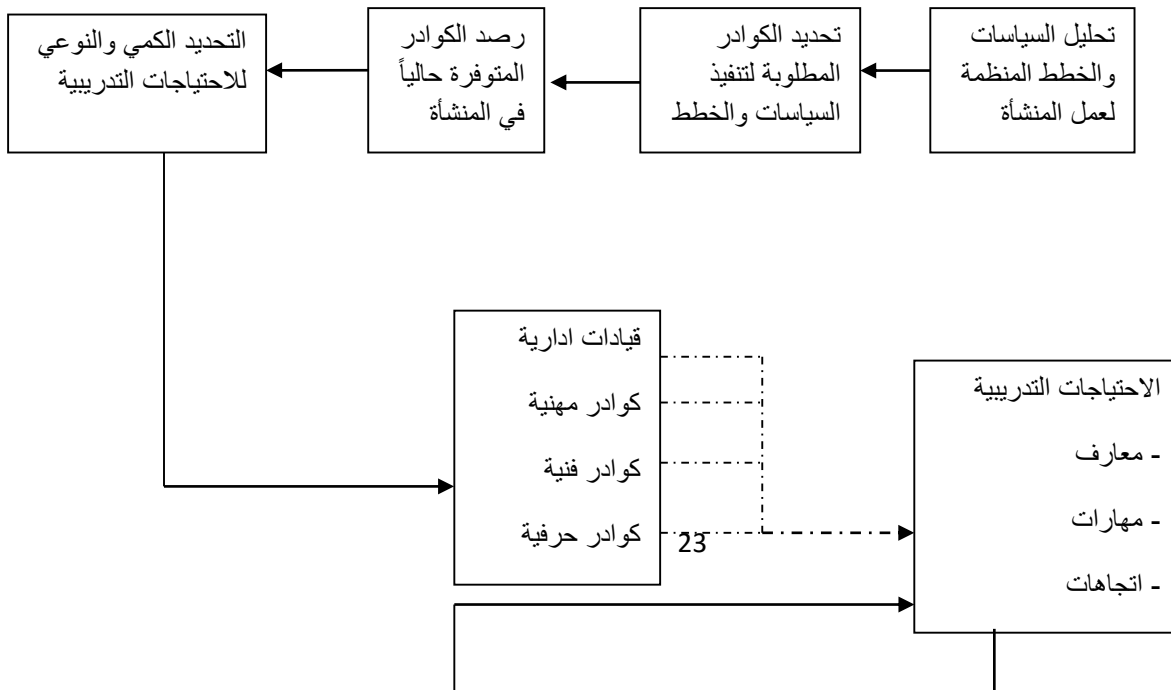 تحليل السياسات
والخطط المنظمة
لعمل المنشأة
تحديد الكوادر
المطلوبة لتنفيذ
السياسات والخطط
رصد الكوادر
المتوفرة حالياً
في المنشأة
التحديد الكمي والنوعي
للاحتياجات التدريبية
قيادات ادارية
كوادر مهنية
كوادر فنية
كوادر حرفية
23
الاحتياجات التدريبية
- معارف
- مهارات
- اتجاهات